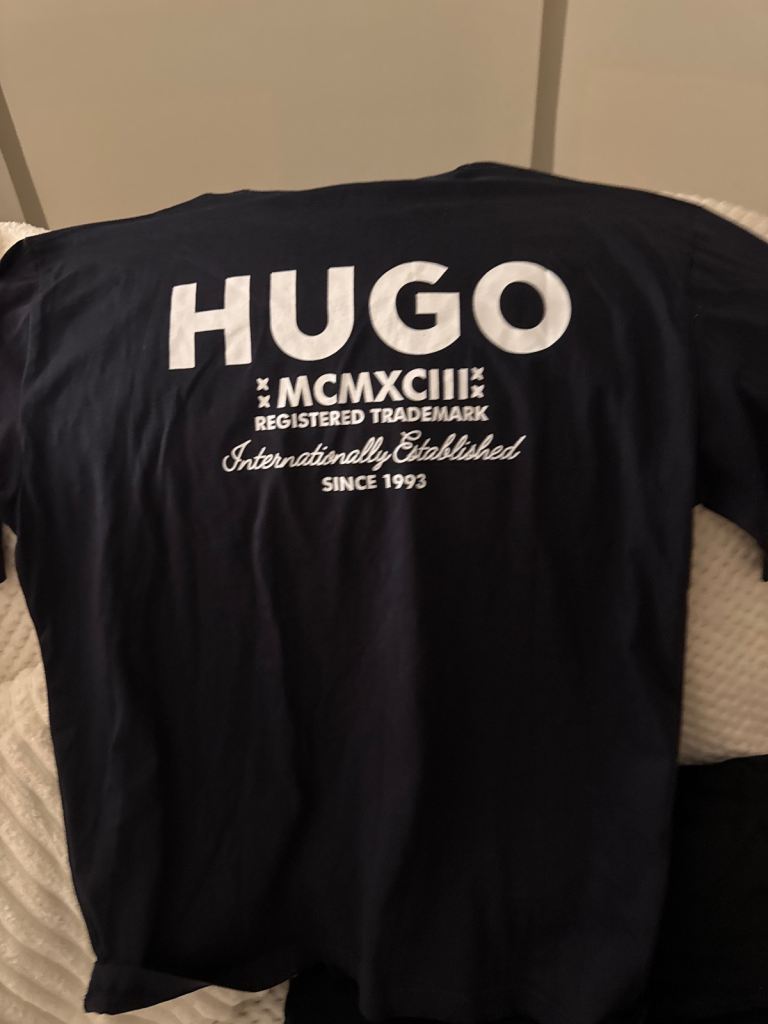 HUGO
MCMXCIII
REGISTERED TRADEMARK
Internationally Established
SINCE 1993